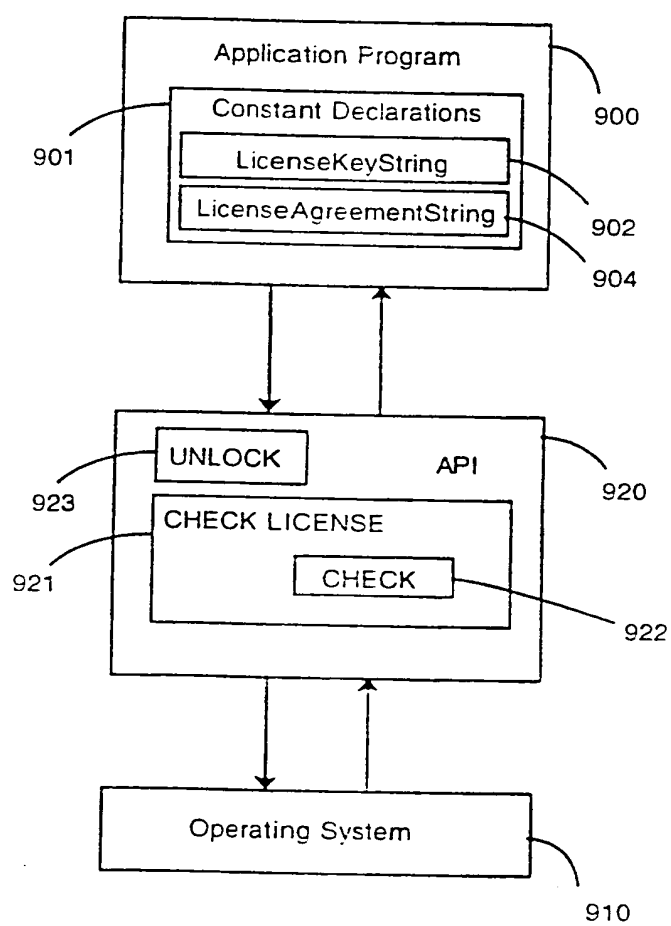 Application Program
900
Constant Declarations
901
LicenseKeyString
902
LicenseAgreementString
904
UNLOCK
API
923
920
CHECK LICENSE
921
CHECK
922
Operating System
910